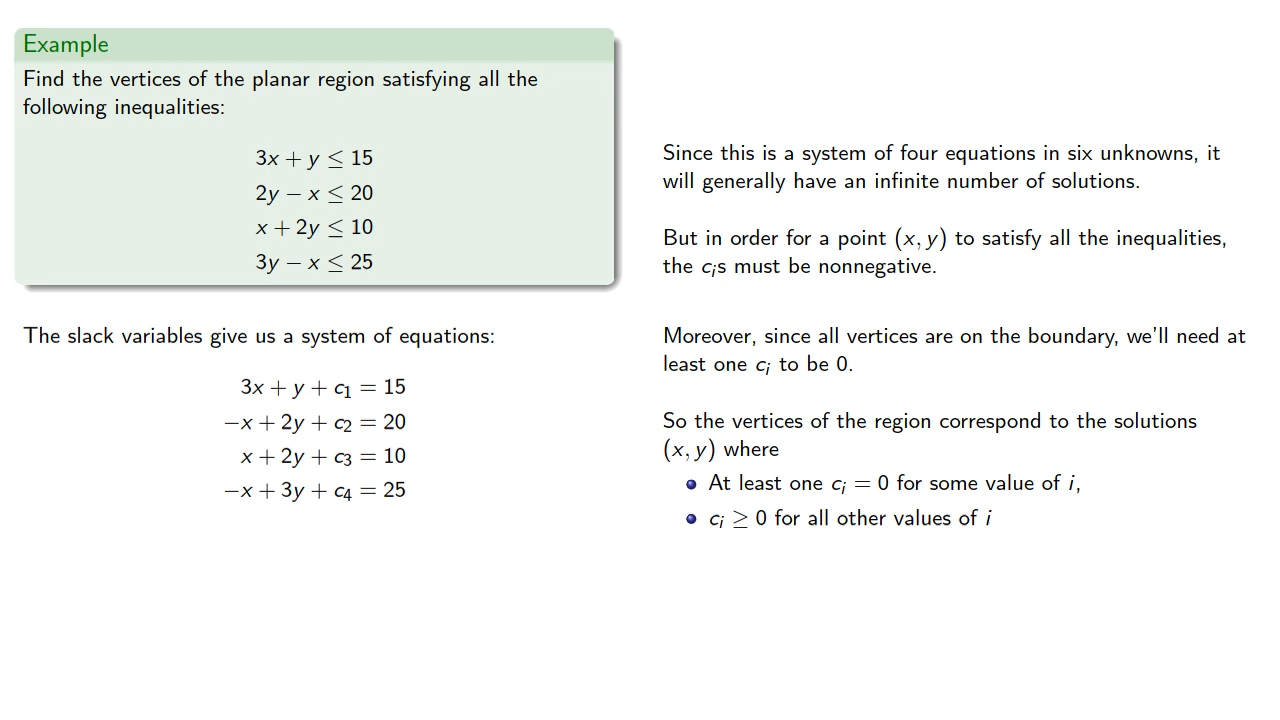 Example
Find the vertices of the planar region satisfying all the
following inequalities:
3x + y ≤ 15
2y − x ≤ 20
x + 2y ≤ 10
3y − x ≤ 25
The slack variables give us a system of equations:
3x + y + c₁ = 15
−x + 2y + c₂ = 20
x + 2y + c₃ = 10
−x + 3y + c₄ = 25
Since this is a system of four equations in six unknowns, it
will generally have an infinite number of solutions.
But in order for a point (x, y) to satisfy all the inequalities,
the cᵢs must be nonnegative.
Moreover, since all vertices are on the boundary, we'll need at
least one cᵢ to be 0.
So the vertices of the region correspond to the solutions
(x, y) where
• At least one cᵢ = 0 for some value of i,
• cᵢ ≥ 0 for all other values of i